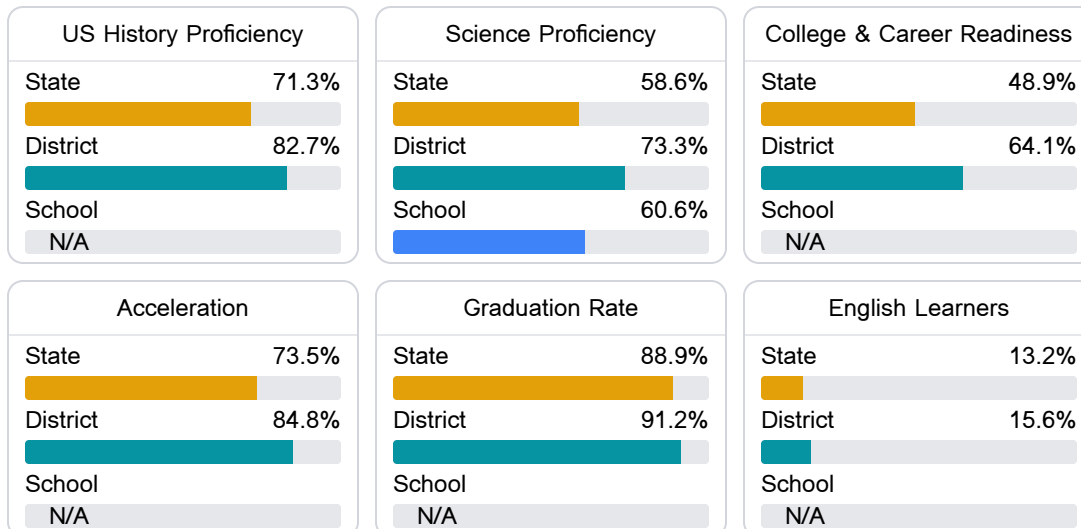 US History Proficiency
State 71.3%
District 82.7%
School
N/A
Science Proficiency
State 58.6%
District 73.3%
School 60.6%
College & Career Readiness
State 48.9%
District 64.1%
School
N/A
Acceleration
State 73.5%
District 84.8%
School
N/A
Graduation Rate
State 88.9%
District 91.2%
School
N/A
English Learners
State 13.2%
District 15.6%
School
N/A